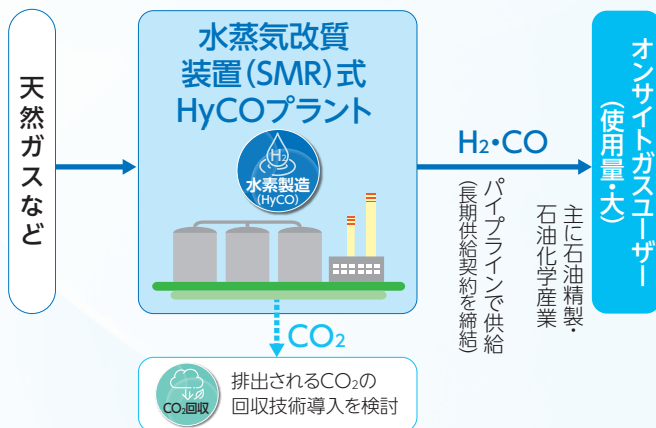 天然ガスなど
水蒸気改質
装置(SMR)式
HyCOプラント
H₂
水素製造
(HyCO)
H₂・CO
パイプラインで供給
(長期供給契約を締結)
主に石油精製・
石油化学産業
オンサイトガスユーザー
(使用量・大)
CO₂
CO₂回収
排出されるCO₂の
回収技術導入を検討